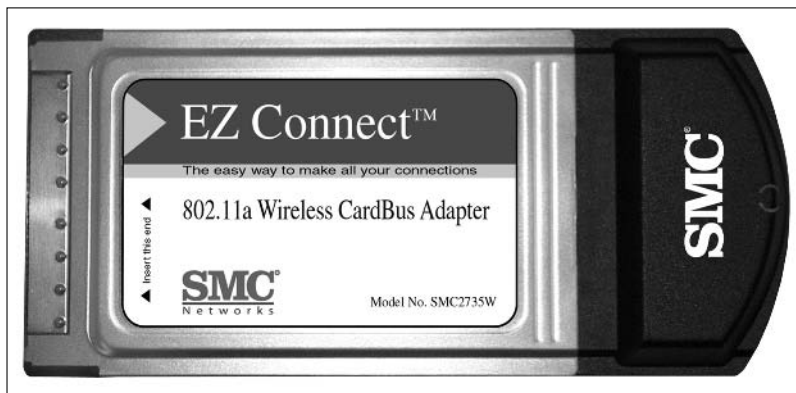 EZ Connect™
The easy way to make all your connections
◀ Insert this end ▶
802.11a Wireless CardBus Adapter
SMC®
Networks
Model No. SMC2735W
SMC®